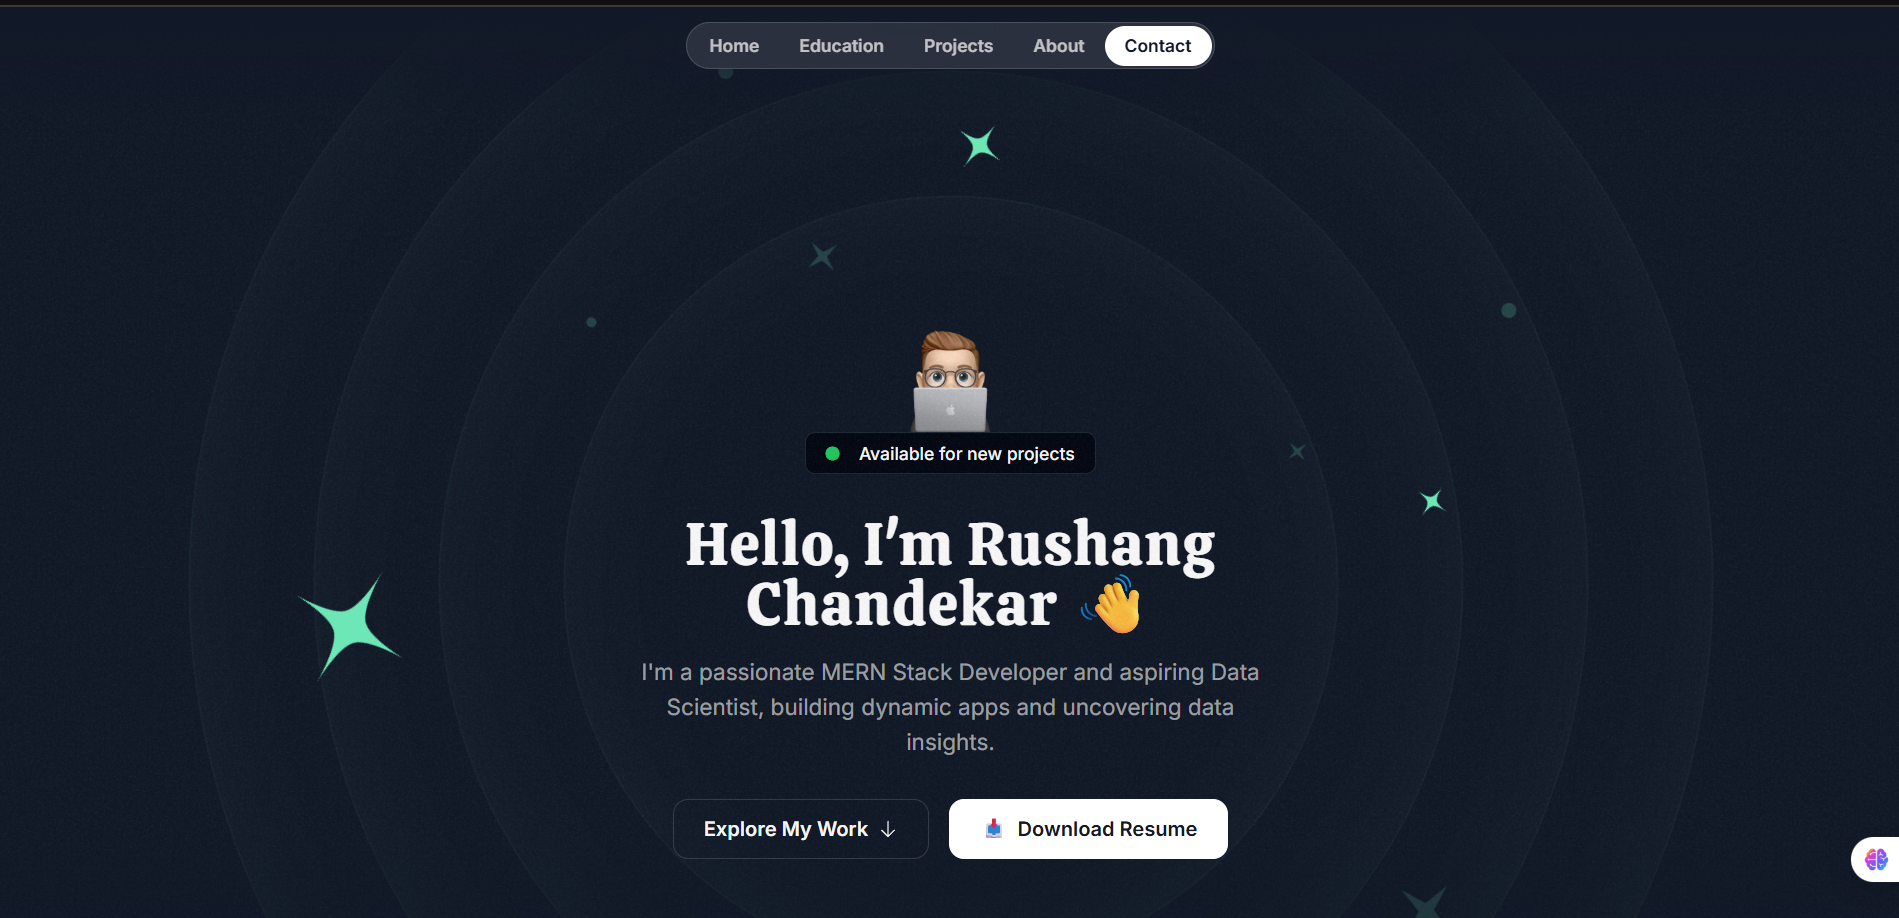 Home Education Projects About Contact
Available for new projects
Hello, I'm Rushang
Chandekar 👋
I'm a passionate MERN Stack Developer and aspiring Data
Scientist, building dynamic apps and uncovering data
insights.
Explore My Work ↓
📥 Download Resume